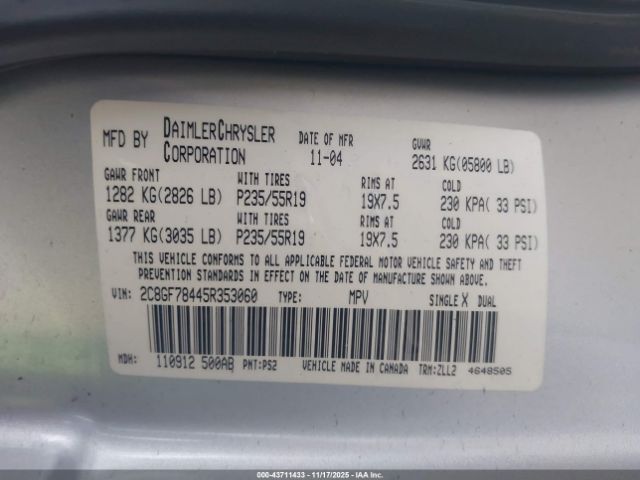 MFD BY DAIMLERCHRYSLER CORPORATION DATE OF MFR 11-04 GVWR 2631 KG(05800 LB)
GAWR FRONT WITH TIRES RIMS AT COLD
1282 KG(2826 LB) P235/55R19 19X7.5 230 KPA( 33 PSI)
GAWR REAR WITH TIRES RIMS AT COLD
1377 KG(3035 LB) P235/55R19 19X7.5 230 KPA( 33 PSI)
THIS VEHICLE CONFORMS TO ALL APPLICABLE FEDERAL MOTOR VEHICLE SAFETY AND THEFT
PREVENTION STANDARDS IN EFFECT ON THE DATE OF MANUFACTURE SHOWN ABOVE.
VIN: 2C8GF78445R353060 TYPE: MPV SINGLE X DUAL
MDH: 110912 500AB PNT:PS2 VEHICLE MADE IN CANADA TRM:ZLL2 4648505
000-43711433 - 11/17/2025 - IAA Inc.